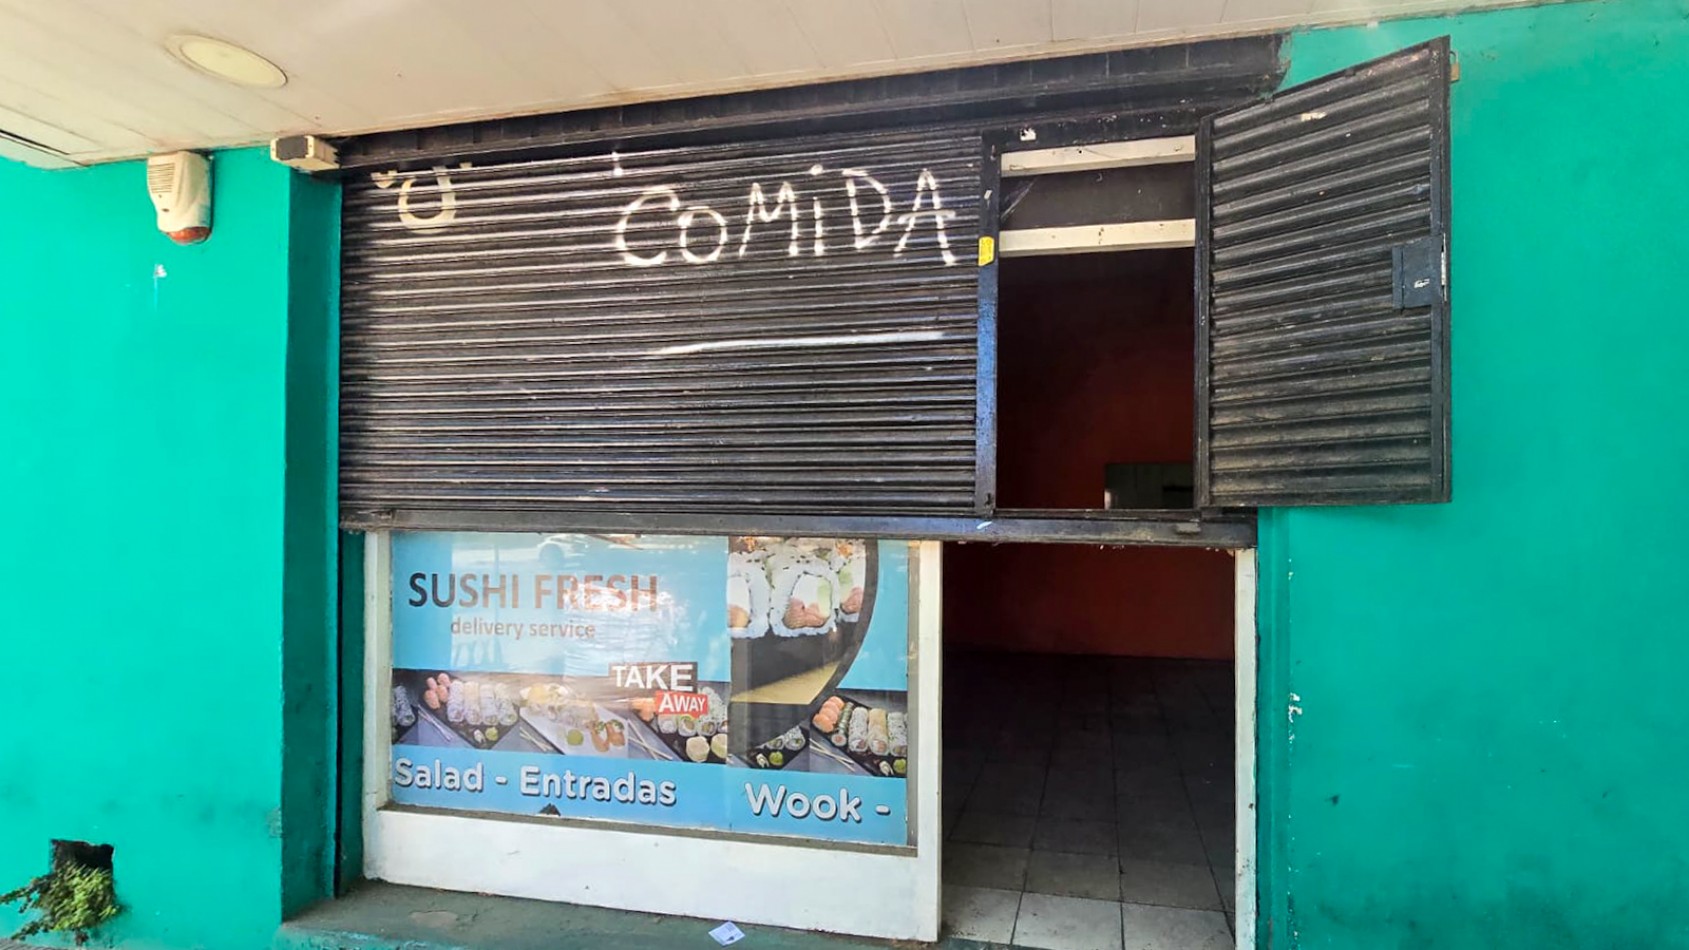 COMiDA
SUSHI FRESH
delivery service
TAKE
AWAY
Salad - Entradas
Wook -